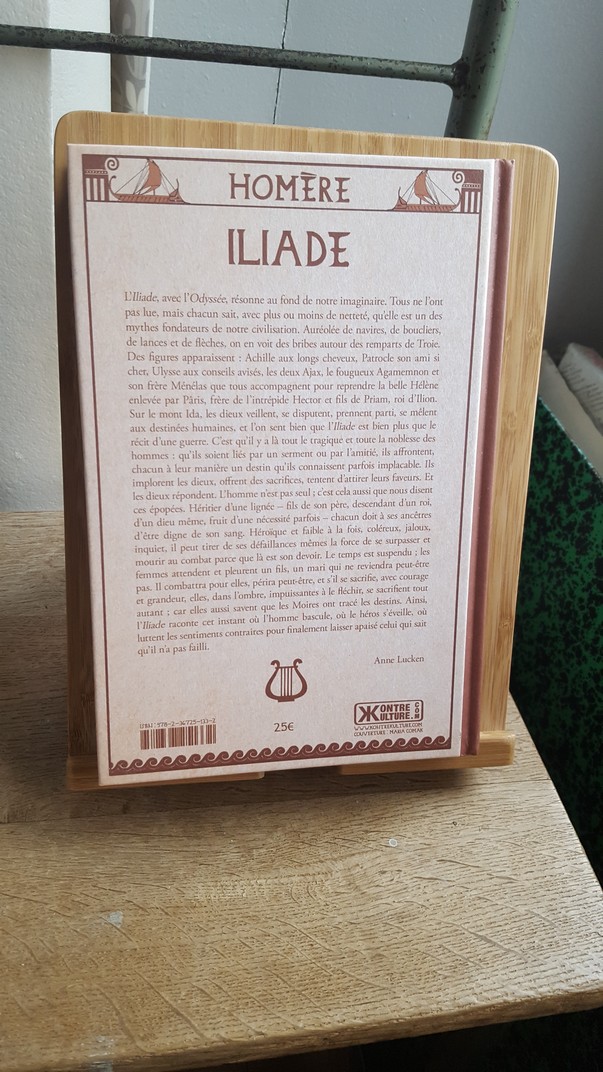 HOMÈRE
ILIADE
L'Iliade, avec l'Odyssée, résonne au fond de notre imaginaire. Tous ne l'ont
pas lue, mais chacun sait, avec plus ou moins de netteté, qu'elle est un des
mythes fondateurs de notre civilisation. Auréolée de navires, de boucliers,
de lances et de flèches, on en voit des bribes autour des remparts de Troie.
Des figures apparaissent : Achille aux longs cheveux, Patrocle son ami si
cher, Ulysse aux conseils avisés, les deux Ajax, le fougueux Agamemnon et
son frère Ménélas que tous accompagnent pour reprendre la belle Hélène
enlevée par Pâris, frère de l'intrépide Hector et fils de Priam, roi d'Ilion.
Sur le mont Ida, les dieux veillent, se disputent, prennent parti, se mêlent
aux destinées humaines, et l'on sent bien que l'Iliade est bien plus que le
récit d'une guerre. C'est qu'il y a là tout le tragique et toute la noblesse des
hommes : qu'ils soient liés par un serment ou par l'amitié, ils affrontent,
chacun à leur manière un destin qu'ils connaissent parfois implacable. Ils
implorent les dieux, offrent des sacrifices, tentent d'attirer leurs faveurs. Et
les dieux répondent. L'homme n'est pas seul ; c'est cela aussi que nous disent
ces épopées. Héritier d'une lignée – fils de son père, descendant d'un roi,
d'un dieu même, fruit d'une nécessité parfois – chacun doit à ses ancêtres
d'être digne de son sang. Héroïque et faible à la fois, coléreux, jaloux,
inquiet, il peut tirer de ses défaillances mêmes la force de se surpasser et
mourir au combat parce que là est son devoir. Le temps est suspendu ; les
femmes attendent et pleurent un fils, un mari qui ne reviendra peut-être
pas. Il combattra pour elles, périra peut-être, et s'il se sacrifie, avec courage
et grandeur, elles, dans l'ombre, impuissantes à le fléchir, se sacrifient tout
autant ; car elles aussi savent que les Moires ont tracé les destins. Ainsi,
l'Iliade raconte cet instant où l'homme bascule, où le héros s'éveille, où
luttent les sentiments contraires pour finalement laisser apaisé celui qui sait
qu'il n'a pas failli.
Anne Lucken
ISBN:
25€
KONTRE
KULTURE.COM
WWW.KONTREKULTURE.COM
COUVERTURE : MARIA COMAK